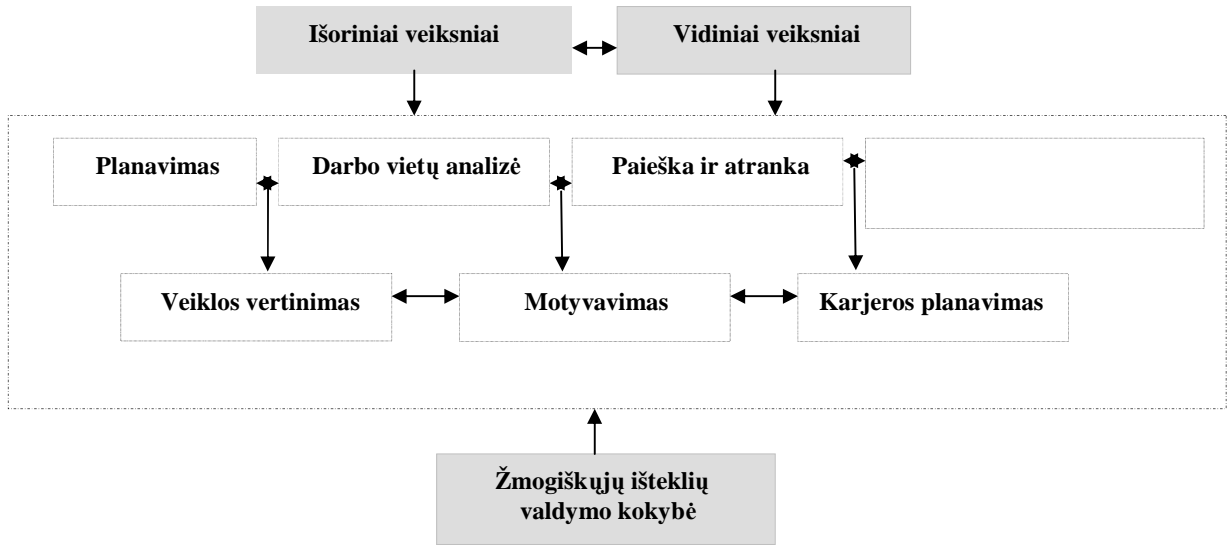 Išoriniai veiksniai
Vidiniai veiksniai
Planavimas
Darbo vietų analizė
Paieška ir atranka
Veiklos vertinimas
Motyvavimas
Karjeros planavimas
Žmogiškųjų išteklių
valdymo kokybė